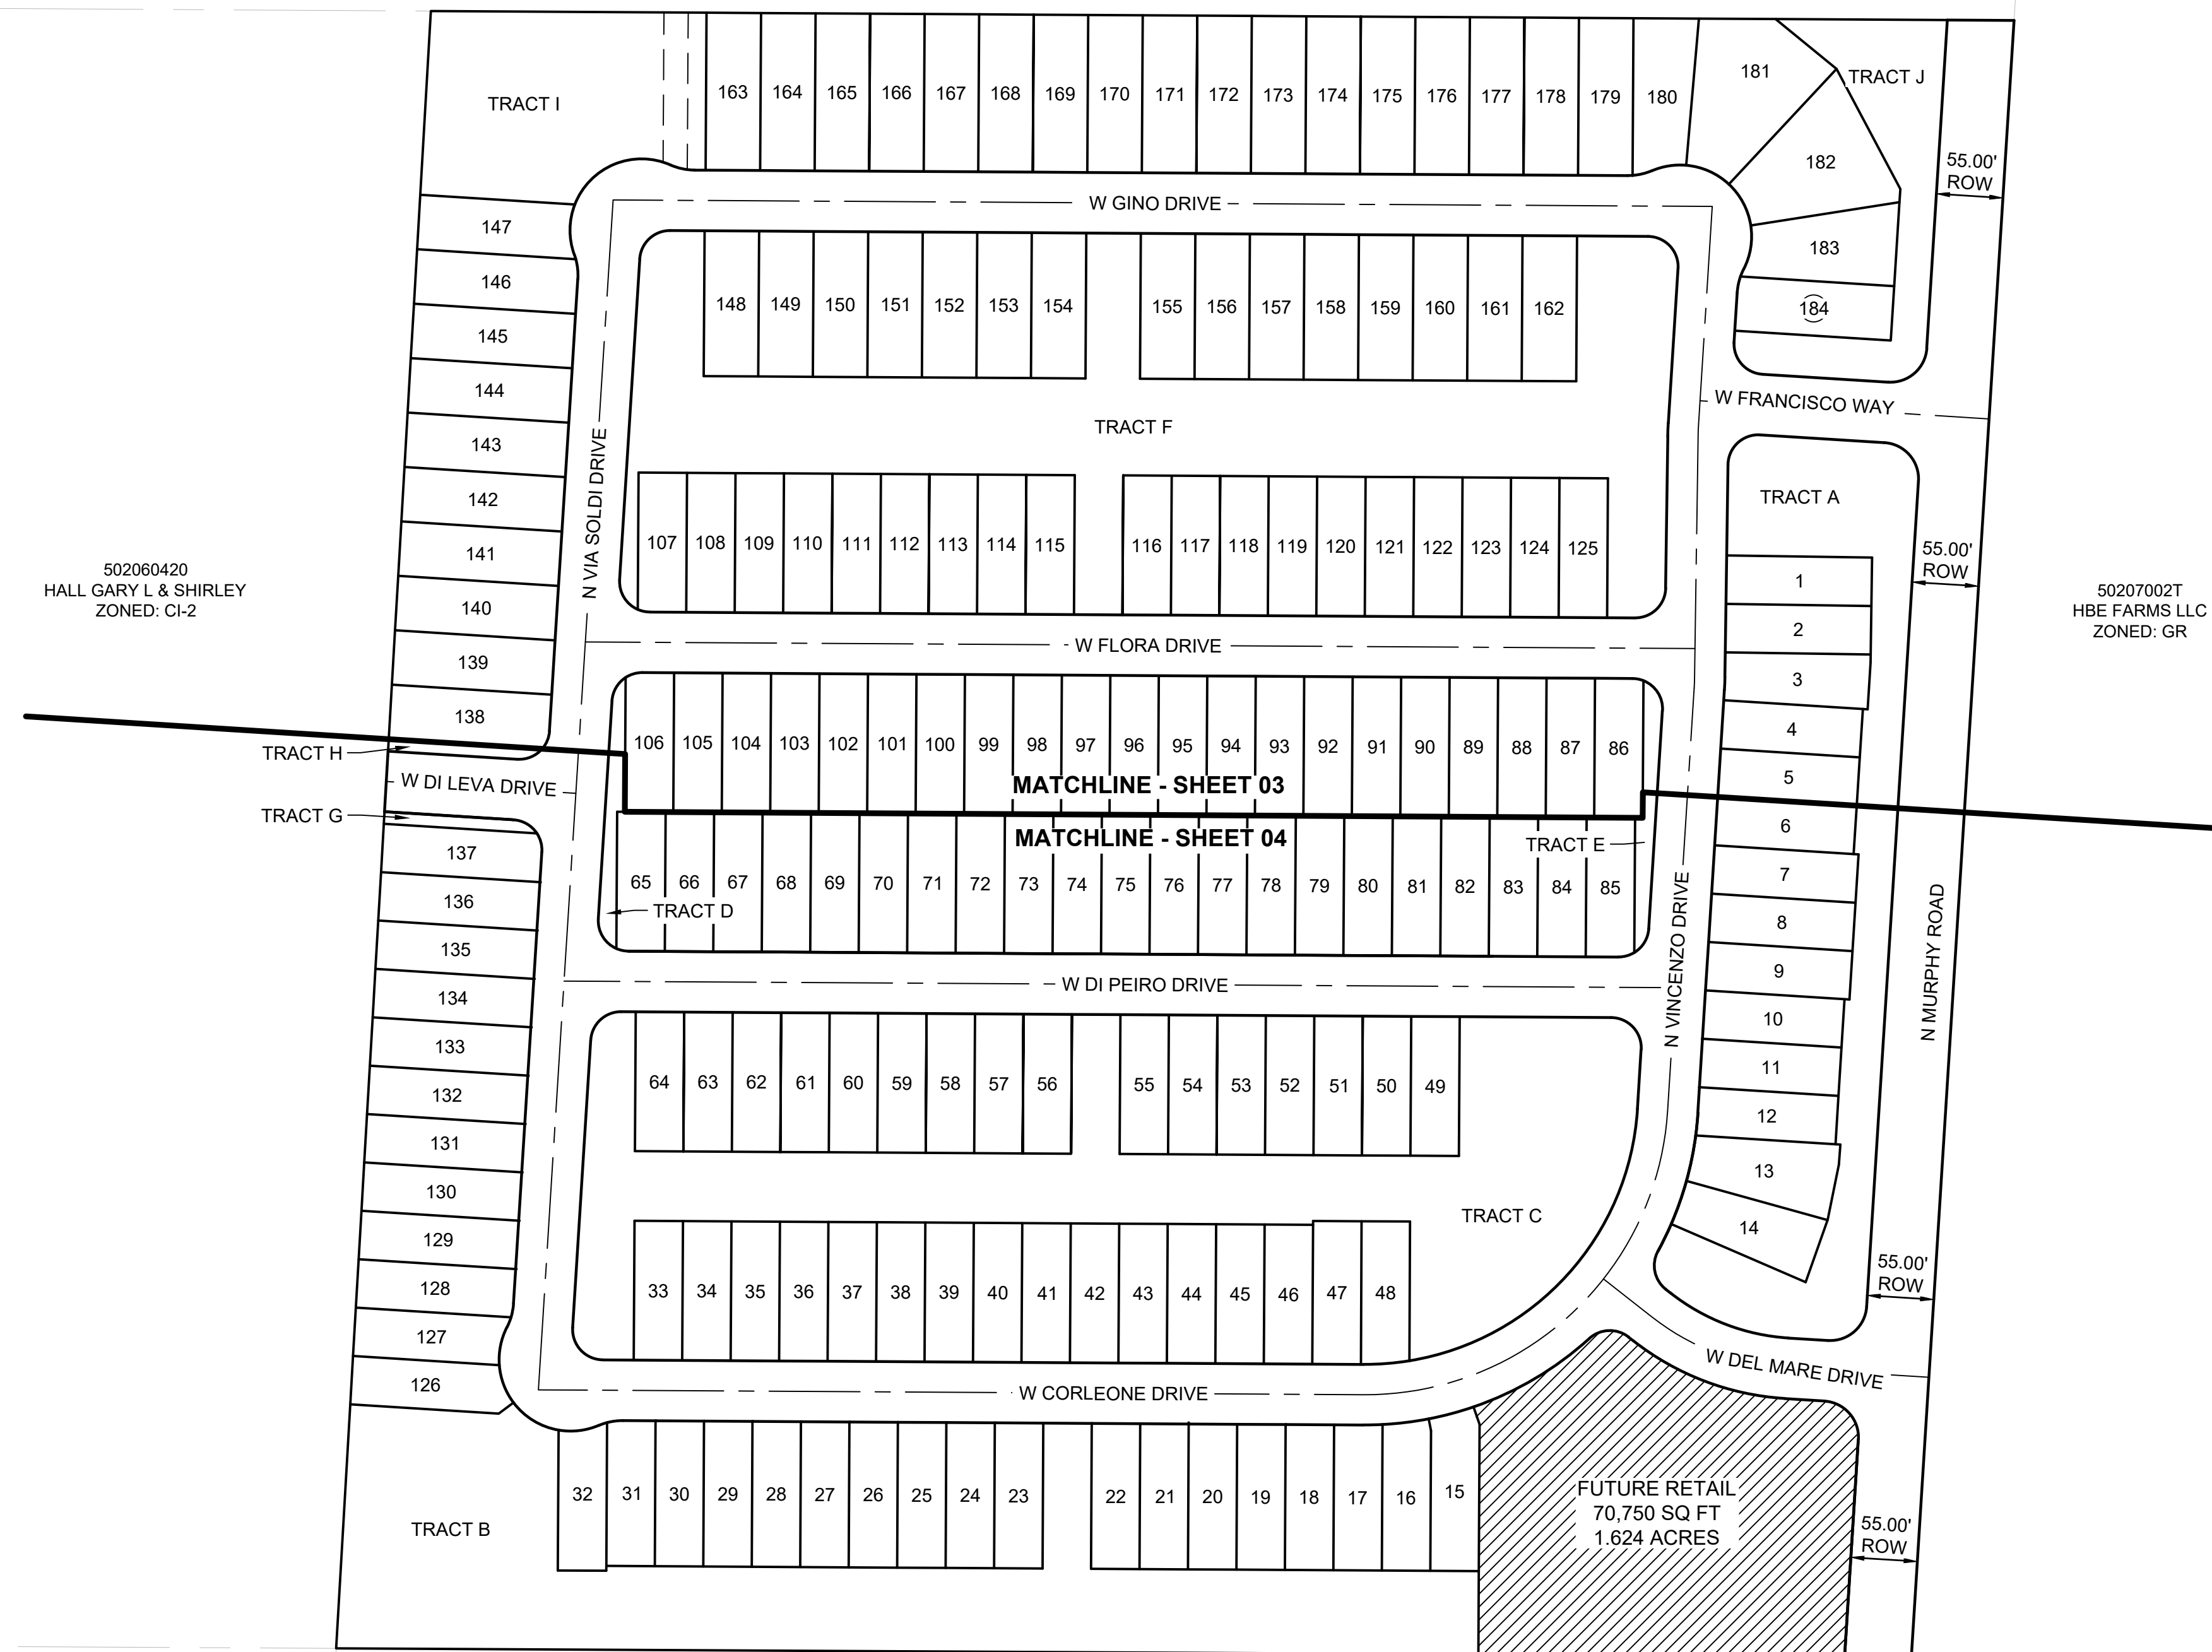 TRACT I
163 164 165 166 167 168 169 170 171 172 173 174 175 176 177 178 179 180
181
TRACT J
182
55.00'
ROW
W GINO DRIVE
147
146
145
144
143
142
141
140
139
138
183
184
148 149 150 151 152 153 154 155 156 157 158 159 160 161 162
W FRANCISCO WAY
TRACT F
N VIA SOLDI DRIVE
107 108 109 110 111 112 113 114 115 116 117 118 119 120 121 122 123 124 125
TRACT A
55.00'
ROW
502060420
HALL GARY L & SHIRLEY
ZONED: CI-2
50207002T
HBE FARMS LLC
ZONED: GR
1
2
3
4
5
6
7
8
9
10
11
12
13
14
W FLORA DRIVE
106 105 104 103 102 101 100 99 98 97 96 95 94 93 92 91 90 89 88 87 86
TRACT H
W DI LEVA DRIVE
TRACT G
MATCHLINE - SHEET 03
MATCHLINE - SHEET 04
TRACT E
65 66 67 68 69 70 71 72 73 74 75 76 77 78 79 80 81 82 83 84 85
TRACT D
137
136
135
134
133
132
131
130
129
128
127
126
N VINCENZO DRIVE
N MURPHY ROAD
W DI PEIRO DRIVE
64 63 62 61 60 59 58 57 56 55 54 53 52 51 50 49
TRACT C
33 34 35 36 37 38 39 40 41 42 43 44 45 46 47 48
55.00'
ROW
W DEL MARE DRIVE
W CORLEONE DRIVE
32 31 30 29 28 27 26 25 24 23 22 21 20 19 18 17 16 15
TRACT B
FUTURE RETAIL
70,750 SQ FT
1.624 ACRES
55.00'
ROW